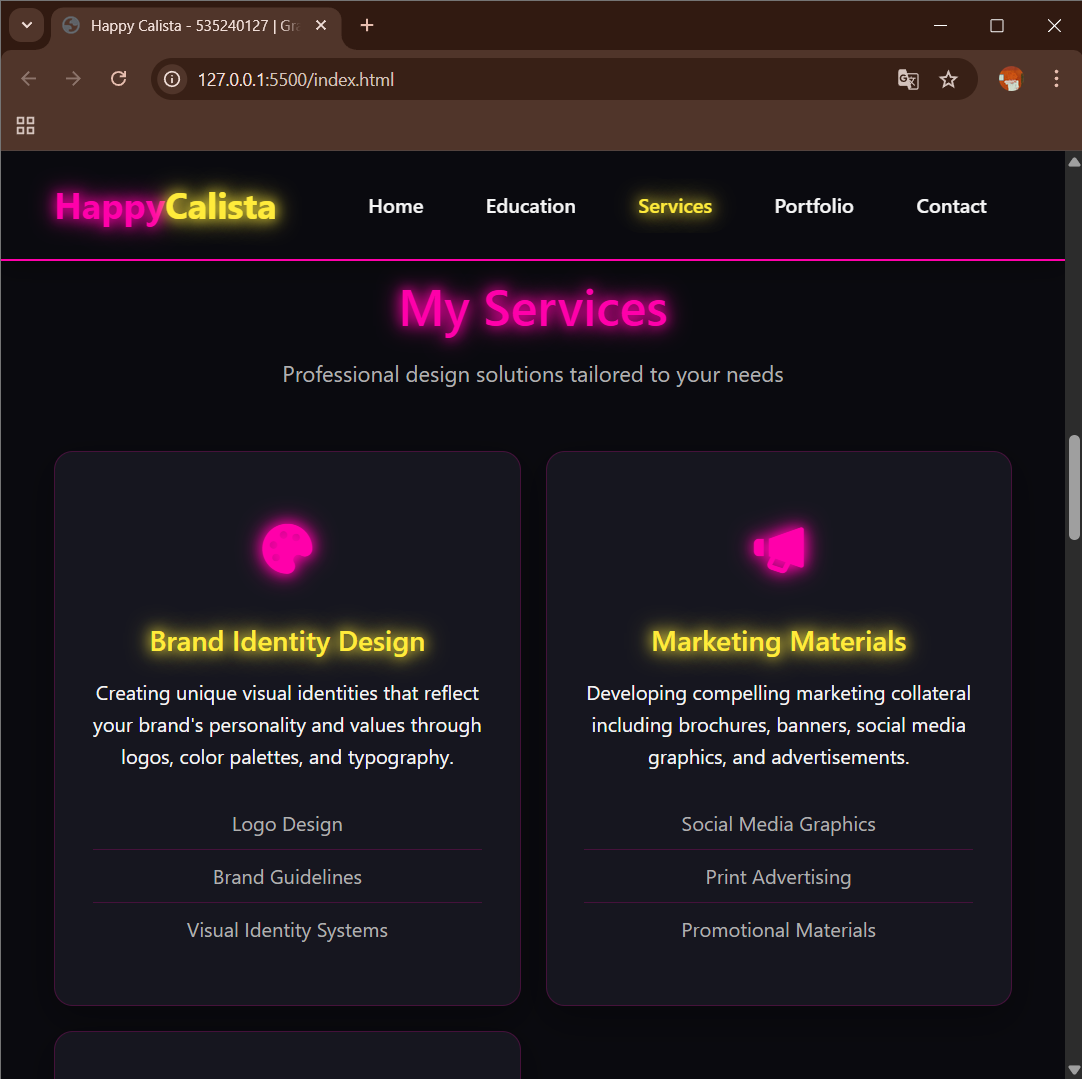 Happy Calista - 535240127 | Gra
127.0.0.1:5500/index.html
HappyCalista
Home
Education
Services
Portfolio
Contact
My Services
Professional design solutions tailored to your needs
Brand Identity Design
Creating unique visual identities that reflect
your brand's personality and values through
logos, color palettes, and typography.
Logo Design
Brand Guidelines
Visual Identity Systems
Marketing Materials
Developing compelling marketing collateral
including brochures, banners, social media
graphics, and advertisements.
Social Media Graphics
Print Advertising
Promotional Materials